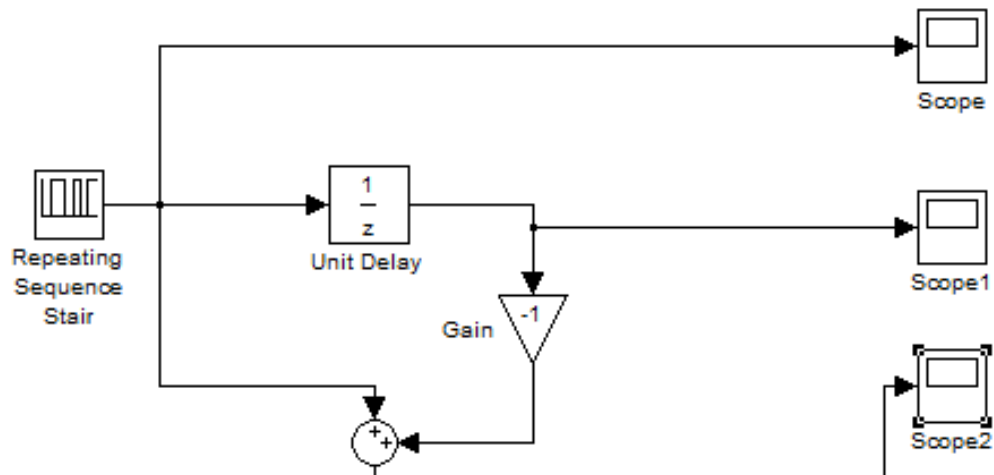 Scope
1
z
Unit Delay
Repeating
Sequence
Stair
Scope1
-1
Gain
Scope2
+
+